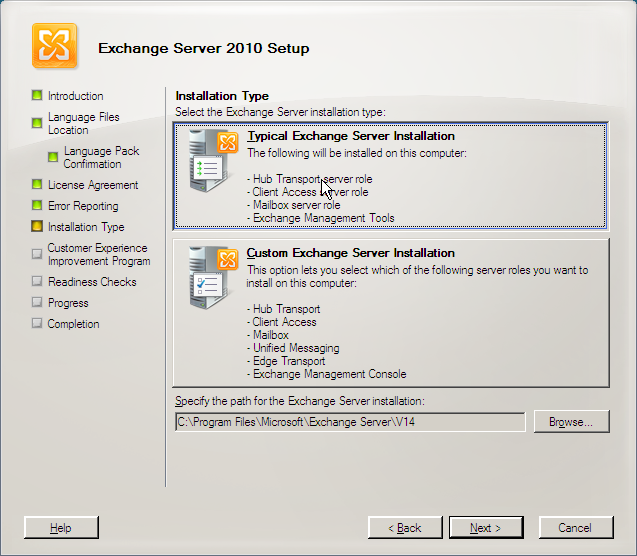 Exchange Server 2010 Setup
Introduction
Language Files
Location
Language Pack
Confirmation
License Agreement
Error Reporting
Installation Type
Customer Experience
Improvement Program
Readiness Checks
Progress
Completion
Installation Type
Select the Exchange Server installation type:
Typical Exchange Server Installation
The following will be installed on this computer:
- Hub Transport server role
- Client Access server role
- Mailbox server role
- Exchange Management Tools
Custom Exchange Server Installation
This option lets you select which of the following server roles you want to
install on this computer:
- Hub Transport
- Client Access
- Mailbox
- Unified Messaging
- Edge Transport
- Exchange Management Console
Specify the path for the Exchange Server installation:
C:\Program Files\Microsoft\Exchange Server\V14
Browse...
Help
< Back
Next >
Cancel